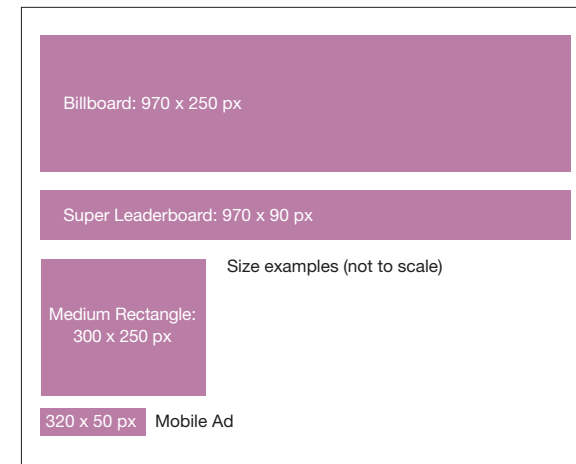 Billboard: 970 x 250 px
Super Leaderboard: 970 x 90 px
Size examples (not to scale)
Medium Rectangle:
300 x 250 px
320 x 50 px Mobile Ad